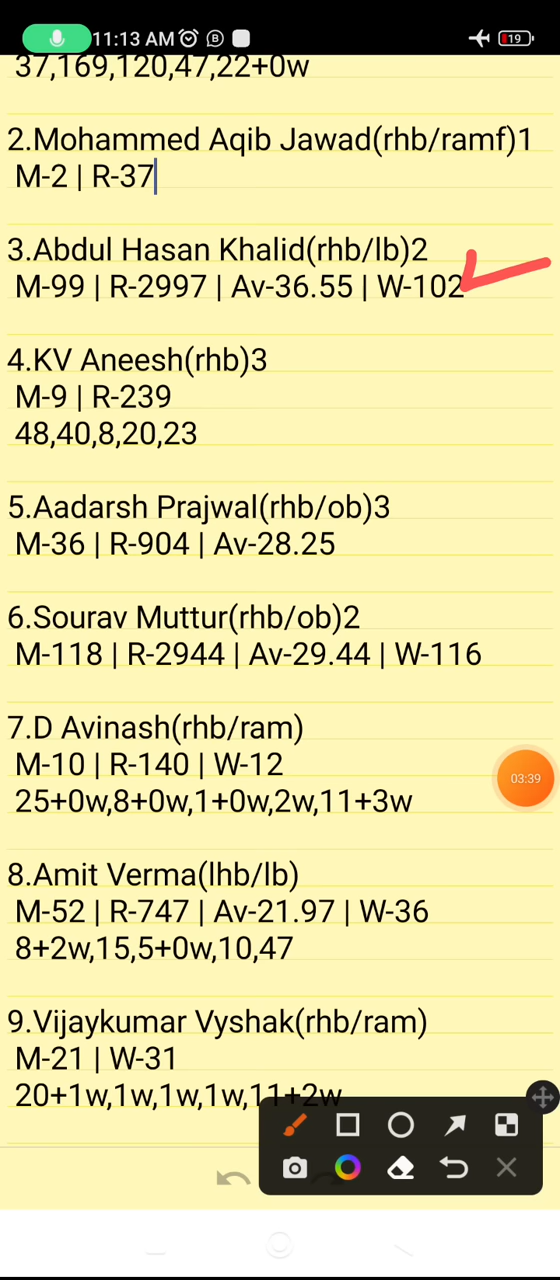 11:13 AM B 19
37,169,120,47,22+0w
2.Mohammed Aqib Jawad(rhb/ramf)1
M-2 | R-37
3.Abdul Hasan Khalid(rhb/lb)2
M-99 | R-2997 | Av-36.55 | W-102
4.KV Aneesh(rhb)3
M-9 | R-239
48,40,8,20,23
5.Aadarsh Prajwal(rhb/ob)3
M-36 | R-904 | Av-28.25
6.Sourav Muttur(rhb/ob)2
M-118 | R-2944 | Av-29.44 | W-116
7.D Avinash(rhb/ram)
M-10 | R-140 | W-12
03:39
25+0w,8+0w,1+0w,2w,11+3w
8.Amit Verma(lhb/lb)
M-52 | R-747 | Av-21.97 | W-36
8+2w,15,5+0w,10,47
9.Vijaykumar Vyshak(rhb/ram)
M-21 | W-31
20+1w,1w,1w,1w,11+2w